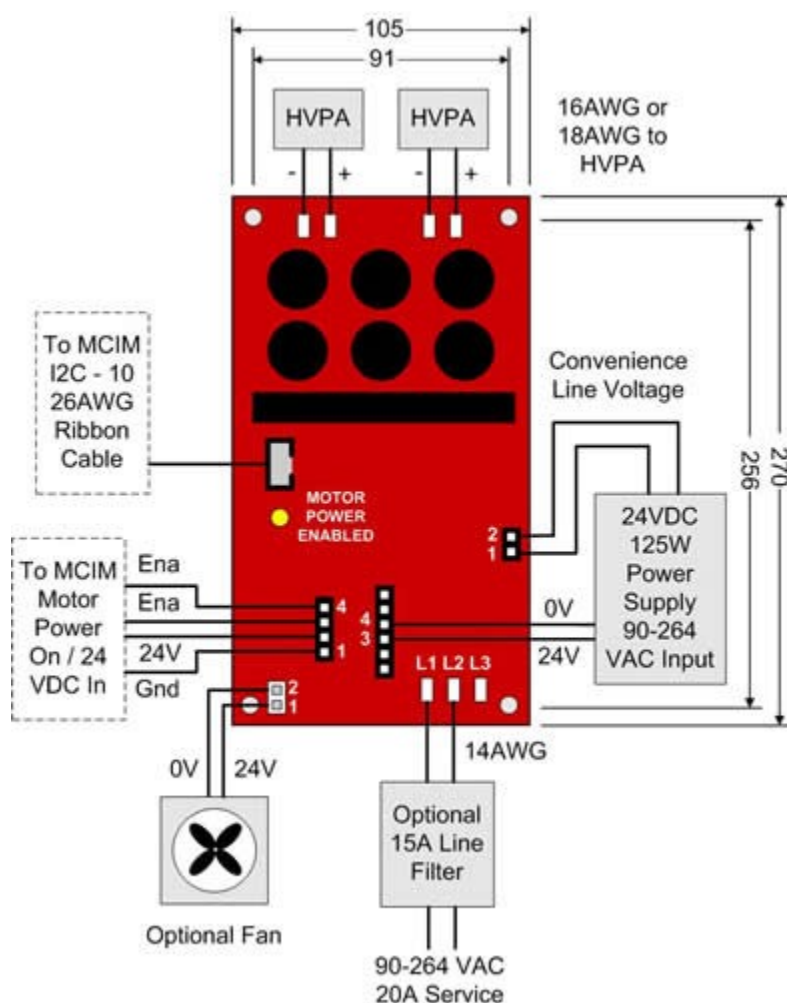 105
91
HVPA
HVPA
16AWG or
18AWG to
HVPA
- +
- +
To MCIM
I2C - 10
26AWG
Ribbon
Cable
Convenience
Line Voltage
256
270
MOTOR
POWER
ENABLED
2
1
24VDC
125W
Power
Supply
90-264
VAC Input
To MCIM
Motor
Power
On / 24
VDC In
Ena
Ena
24V
Gnd
4
1
4
3
0V
24V
L1 L2 L3
2
1
14AWG
0V 24V
Optional
15A Line
Filter
Optional Fan
90-264 VAC
20A Service